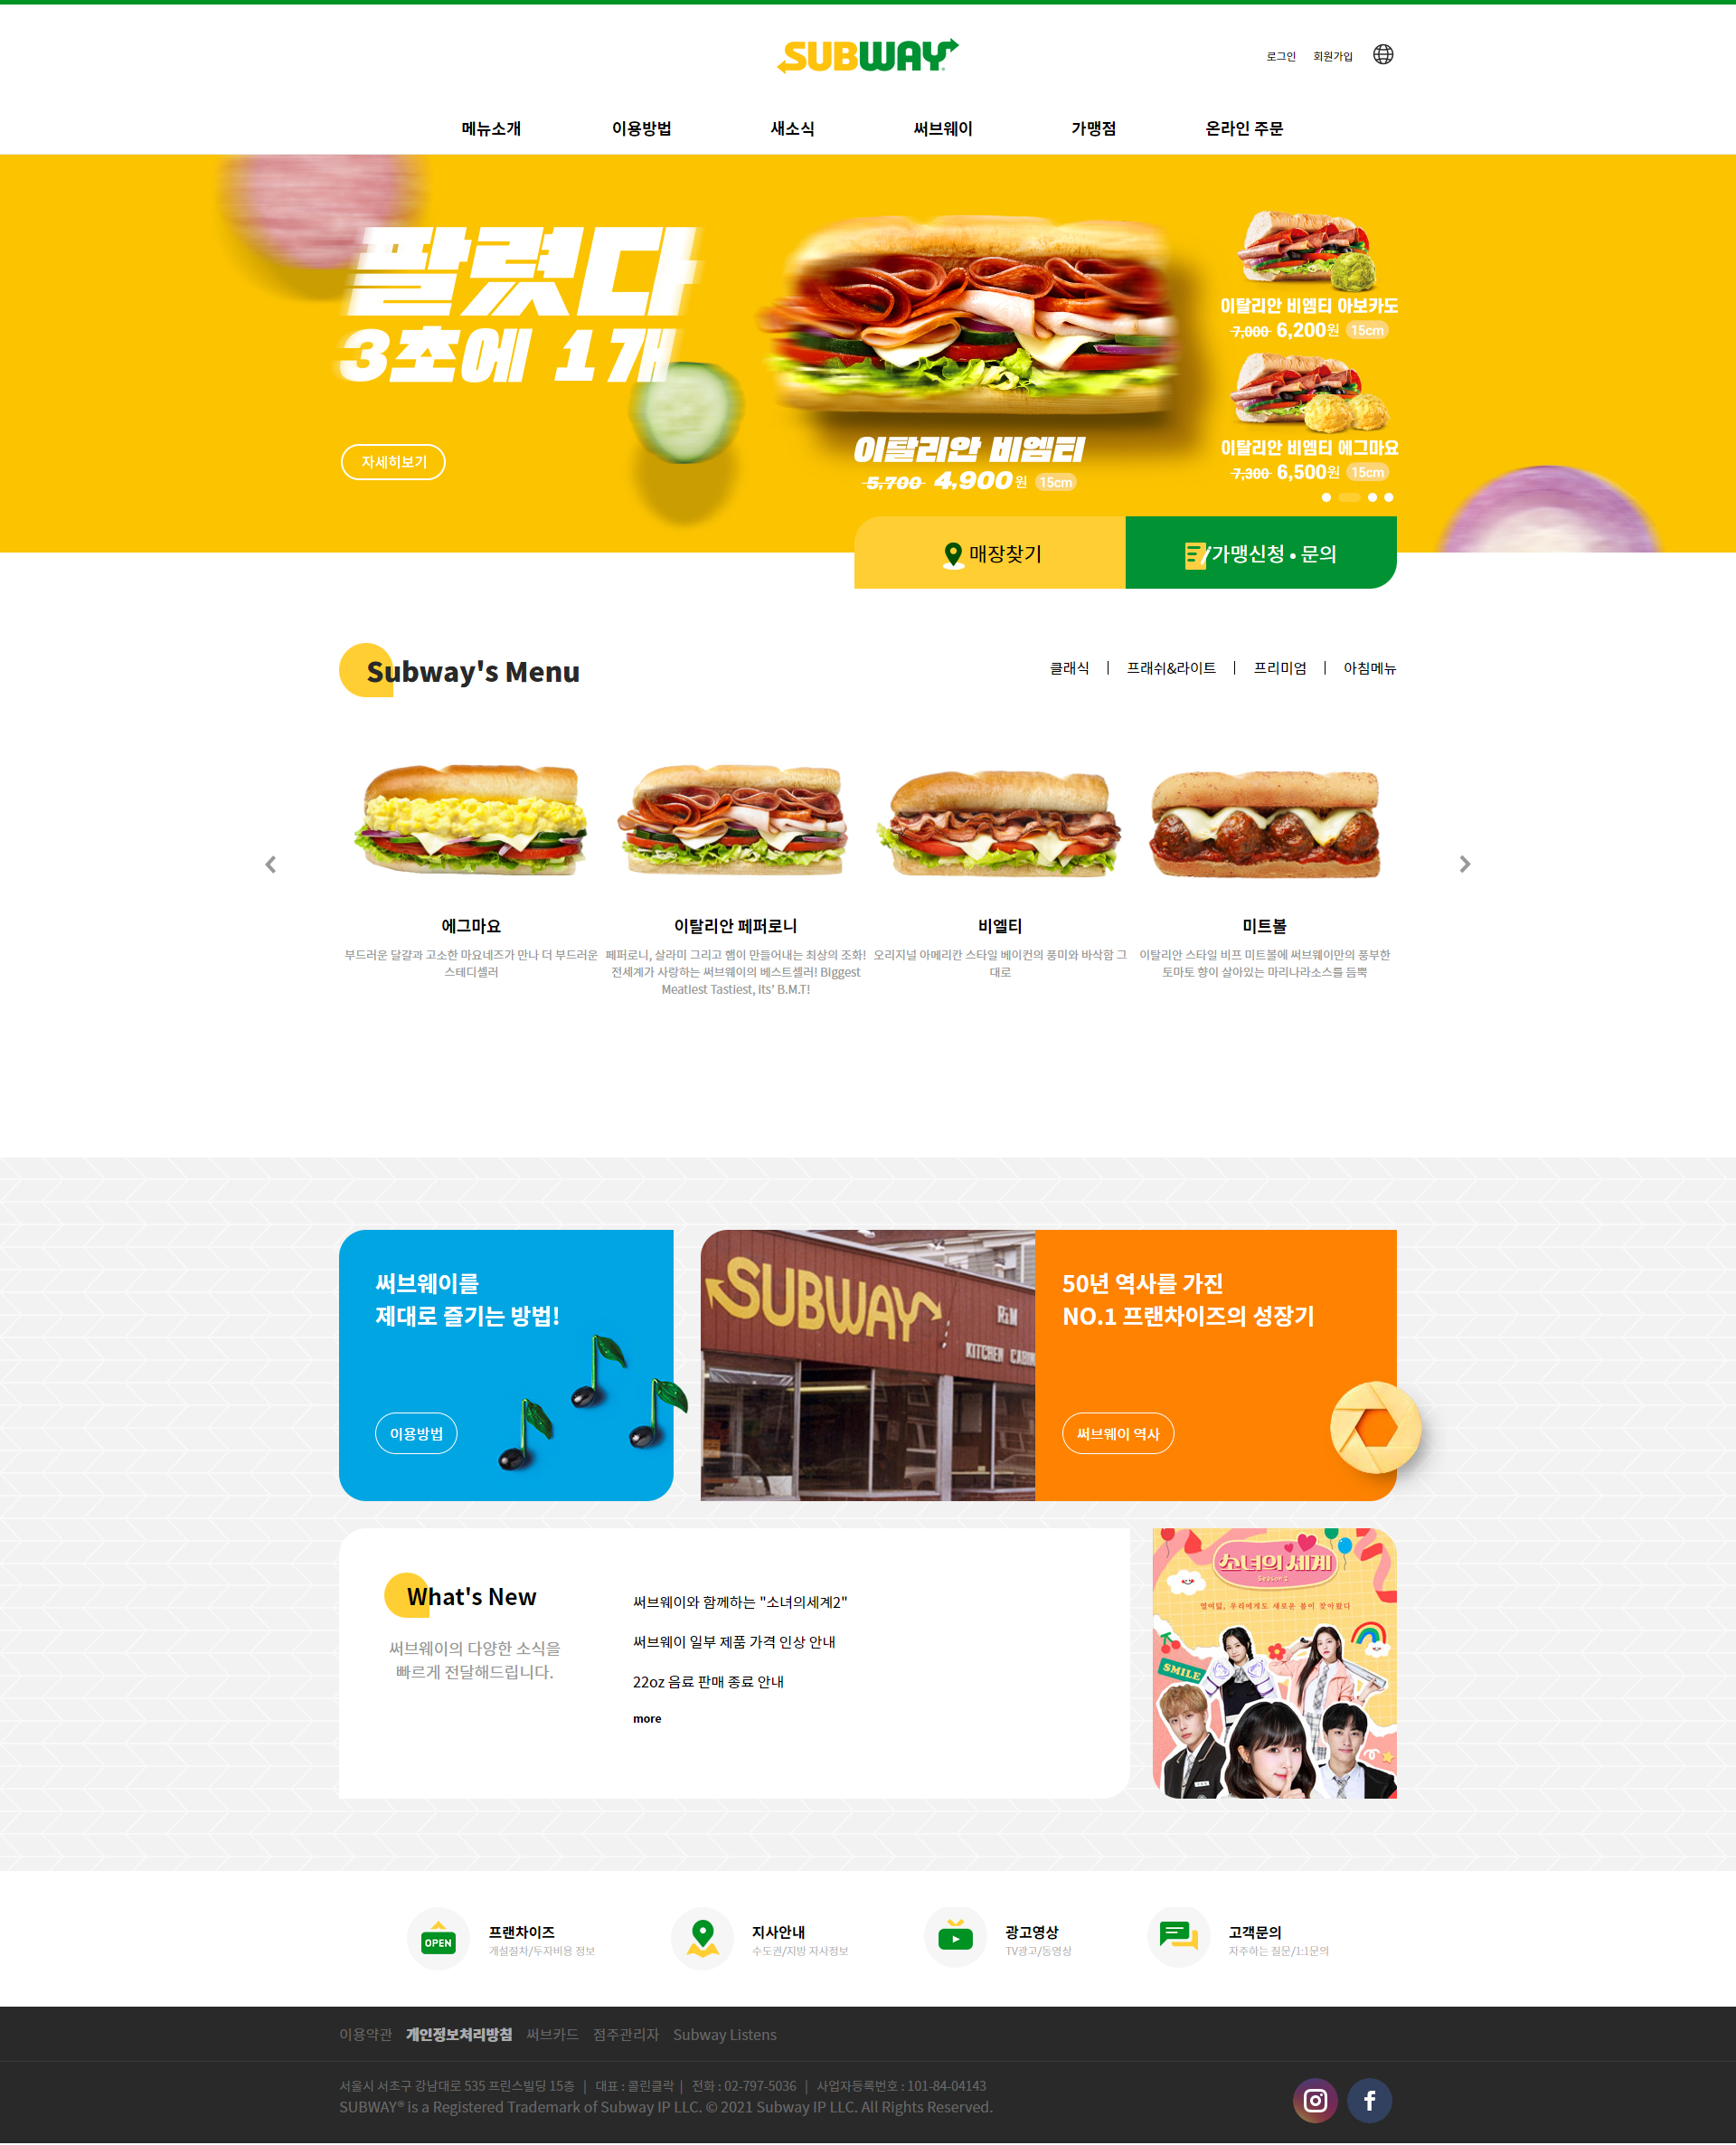 SUBWAY
로그인 회원가입
메뉴소개 이용방법 새소식 써브웨이 가맹점 온라인 주문
팔렸다
3초에 1개
자세히보기
이탈리안 비엠티
5,700 4,900원 15cm
이탈리안 비엠티 아보카도
7,000 6,200원 15cm
이탈리안 비엠티 에그마요
7,300 6,500원 15cm
매장찾기
가맹신청 • 문의
Subway's Menu
클래식 | 프래쉬&라이트 | 프리미엄 | 아침메뉴
에그마요
부드러운 달걀과 고소한 마요네즈가 만나 더 부드러운
스테디셀러
이탈리안 페퍼로니
페퍼로니, 살라미 그리고 햄이 만들어내는 최상의 조화!
전세계가 사랑하는 써브웨이의 베스트셀러! Biggest
Meatiest Tastiest, its’ B.M.T!
비엘티
오리지널 아메리칸 스타일 베이컨의 풍미와 바삭함 그
대로
미트볼
이탈리안 스타일 비프 미트볼에 써브웨이만의 풍부한
토마토 향이 살아있는 마리나라소스를 듬뿍
써브웨이를
제대로 즐기는 방법!
이용방법
SUBWAY
R&M
KITCHEN CABIN
50년 역사를 가진
NO.1 프랜차이즈의 성장기
써브웨이 역사
What's New
써브웨이의 다양한 소식을
빠르게 전달해드립니다.
써브웨이와 함께하는 "소녀의세계2"
써브웨이 일부 제품 가격 인상 안내
22oz 음료 판매 종료 안내
more
소녀의 세계
Season 2
열여덟, 우리에게도 새로운 봄이 찾아왔다
SMILE
OPEN
프랜차이즈
개설절차/투자비용 정보
지사안내
수도권/지방 지사정보
광고영상
TV광고/동영상
고객문의
자주하는 질문/1:1문의
이용약관 개인정보처리방침 써브카드 점주관리자 Subway Listens
서울시 서초구 강남대로 535 프린스빌딩 15층 | 대표 : 콜린클락 | 전화 : 02-797-5036 | 사업자등록번호 : 101-84-04143
SUBWAY® is a Registered Trademark of Subway IP LLC. © 2021 Subway IP LLC. All Rights Reserved.